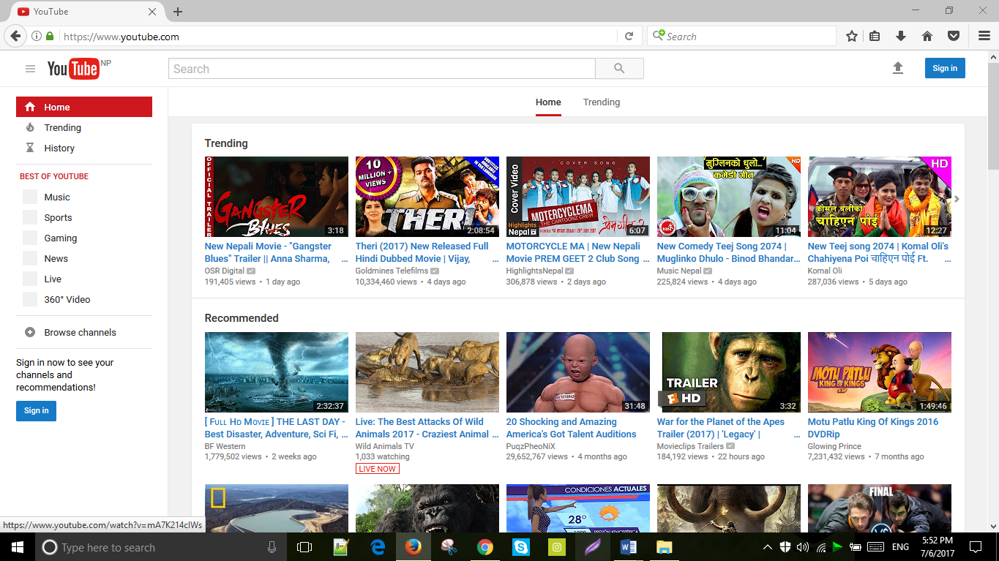 YouTube
https://www.youtube.com
Search
YouTube NP
Search
Sign in
Home
Trending
Home
Trending
History
BEST OF YOUTUBE
Music
Sports
Gaming
News
Live
360° Video
Browse channels
Sign in now to see your
channels and
recommendations!
Sign in
Trending
OFFICIAL TRAILER
GANGSTER
BLUES
3:18
New Nepali Movie - "Gangster
Blues" Trailer || Anna Sharma, ...
OSR Digital
191,405 views • 1 day ago
10
MILLION+
VIEWS
THERI
2:08:54
Theri (2017) New Released Full
Hindi Dubbed Movie | Vijay, ...
Goldmines Telefilms
10,334,460 views • 4 days ago
COVER SONG
Cover Video
MOTERCYCLEMA
THE CARTOONZ CREW
Highlights
Nepal
प्रेम गीत 2
6:07
MOTORCYCLE MA | New Nepali
Movie PREM GEET 2 Club Song ...
HighlightsNepal
306,878 views • 2 days ago
मुग्लिनको धुलो...
कमेडी गीत
HD
11:04
New Comedy Teej Song 2074 |
Muglinko Dhulo - Binod Bhandar...
Music Nepal
225,824 views • 4 days ago
HD
कोमल वलीको
चाहिएन पोई
12:27
New Teej song 2074 | Komal Oli's
Chahiyena Poi चाहिएन पोई Ft. ...
Komal Oli
287,036 views • 5 days ago
Recommended
2:32:37
[ Full Hd Movie ] THE LAST DAY -
Best Disaster, Adventure, Sci Fi, ...
BF Western
1,779,502 views • 2 weeks ago
Live: The Best Attacks Of Wild
Animals 2017 - Craziest Animal ...
Wild Animals TV
1,033 watching
LIVE NOW
31:48
20 Shocking and Amazing
America's Got Talent Auditions
PuqzPheoNiX
29,652,767 views • 4 months ago
TRAILER
HD
3:32
War for the Planet of the Apes
Trailer (2017) | 'Legacy' | ...
Movieclips Trailers
184,192 views • 22 hours ago
MOTU PATLU
KING OF KINGS
1:49:46
Motu Patlu King Of Kings 2016
DVDRip
Glowing Prince
7,231,432 views • 7 months ago
CONDICIONES ACTUALES
28°
PRESIÓN ATMOSFÉRICA
FINAL
VS
https://www.youtube.com/watch?v=mA7K214clWs
Type here to search
ENG
5:52 PM
7/6/2017